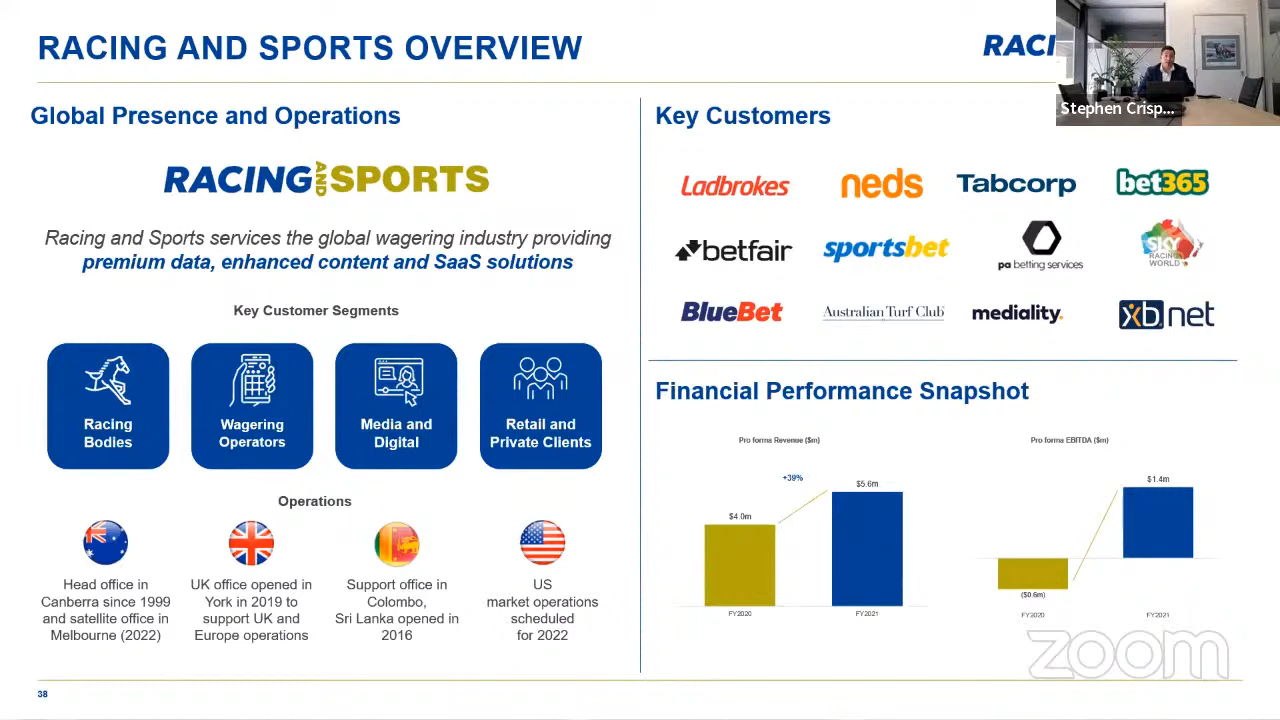 RACING AND SPORTS OVERVIEW
RACI
Stephen Crisp...
Global Presence and Operations
RACING AND SPORTS
Racing and Sports services the global wagering industry providing
premium data, enhanced content and SaaS solutions
Key Customer Segments
Racing
Bodies
Wagering
Operators
Media and
Digital
Retail and
Private Clients
Operations
Head office in
Canberra since 1999
and satellite office in
Melbourne (2022)
UK office opened in
York in 2019 to
support UK and
Europe operations
Support office in
Colombo,
Sri Lanka opened in
2016
US
market operations
scheduled
for 2022
Key Customers
Ladbrokes
neds
Tabcorp
bet365
betfair
sportsbet
pa betting services
SKY
RACING
WORLD
BlueBet
Australian Turf Club
mediality.
xb net
Financial Performance Snapshot
Pro forma Revenue ($m)
+39%
$4.0m
$5.6m
FY2020
FY2021
Pro forma EBITDA ($m)
$1.4m
($0.6m)
FY2020
FY2021
zoom
38